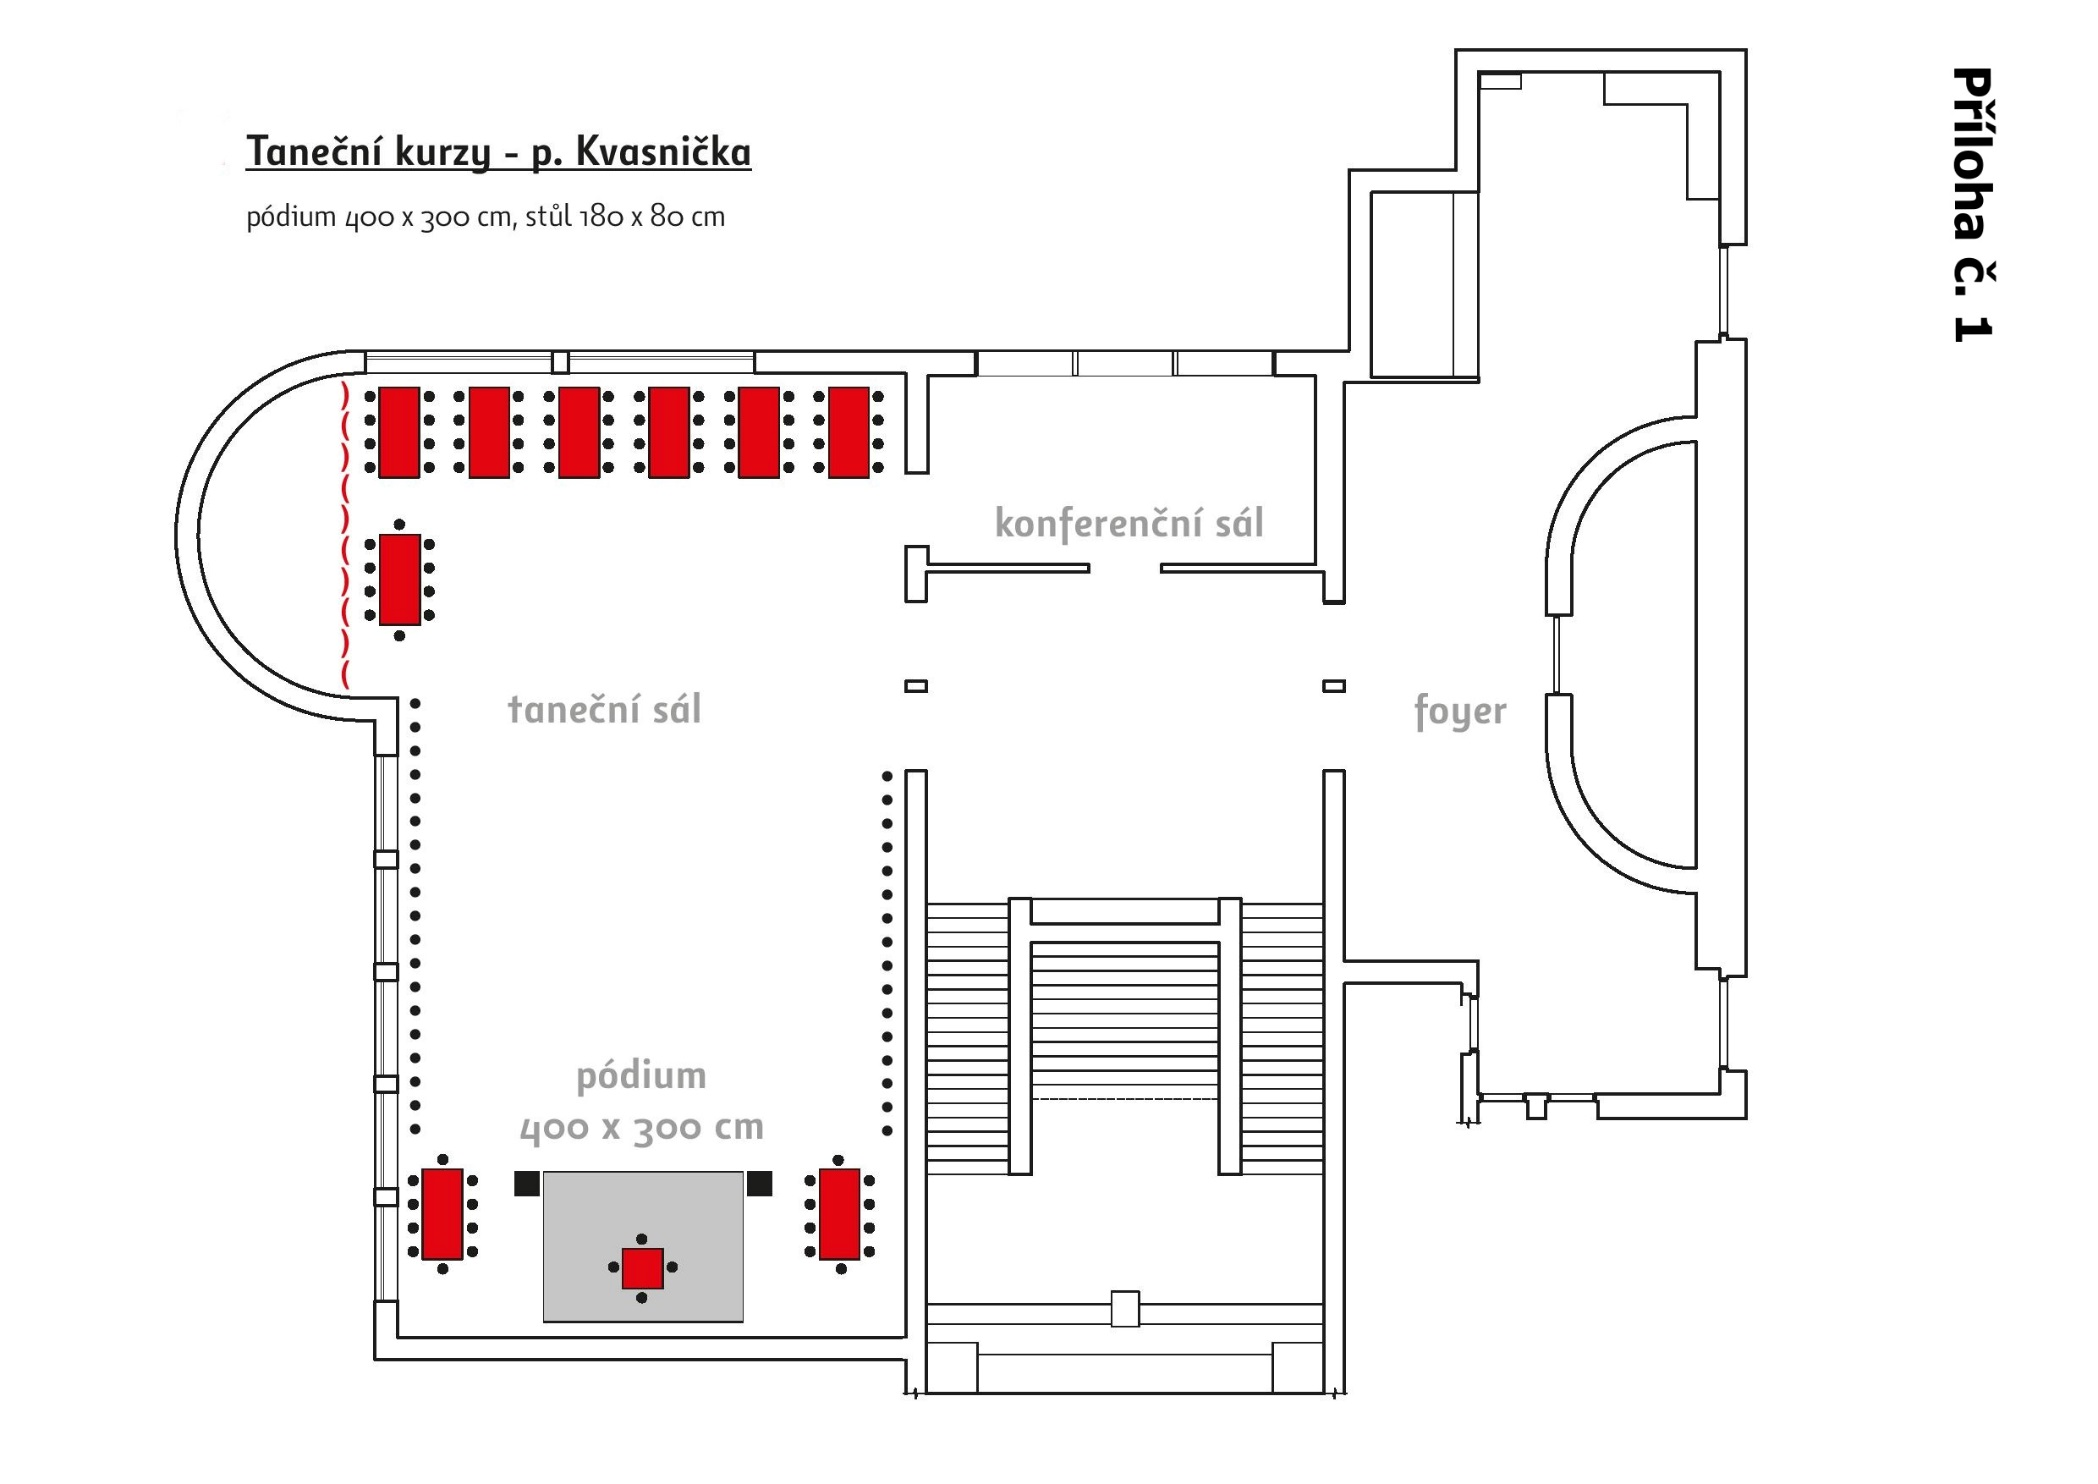 Taneční kurzy - p. Kvasnička
pódium 400 x 300 cm, stůl 180 x 80 cm
Příloha č. 1
konferenční sál
taneční sál
foyer
pódium
400 x 300 cm